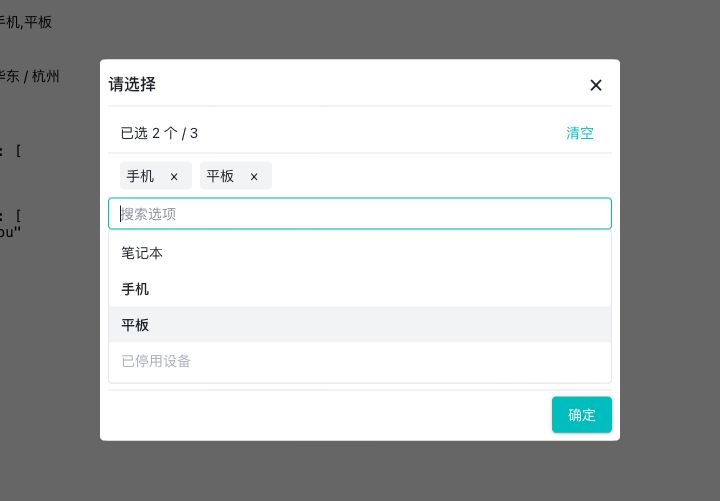 手机,平板
华东 / 杭州
: [
: [
ou"
请选择
已选 2 个 / 3
清空
手机 ×
平板 ×
搜索选项
笔记本
手机
平板
已停用设备
确定